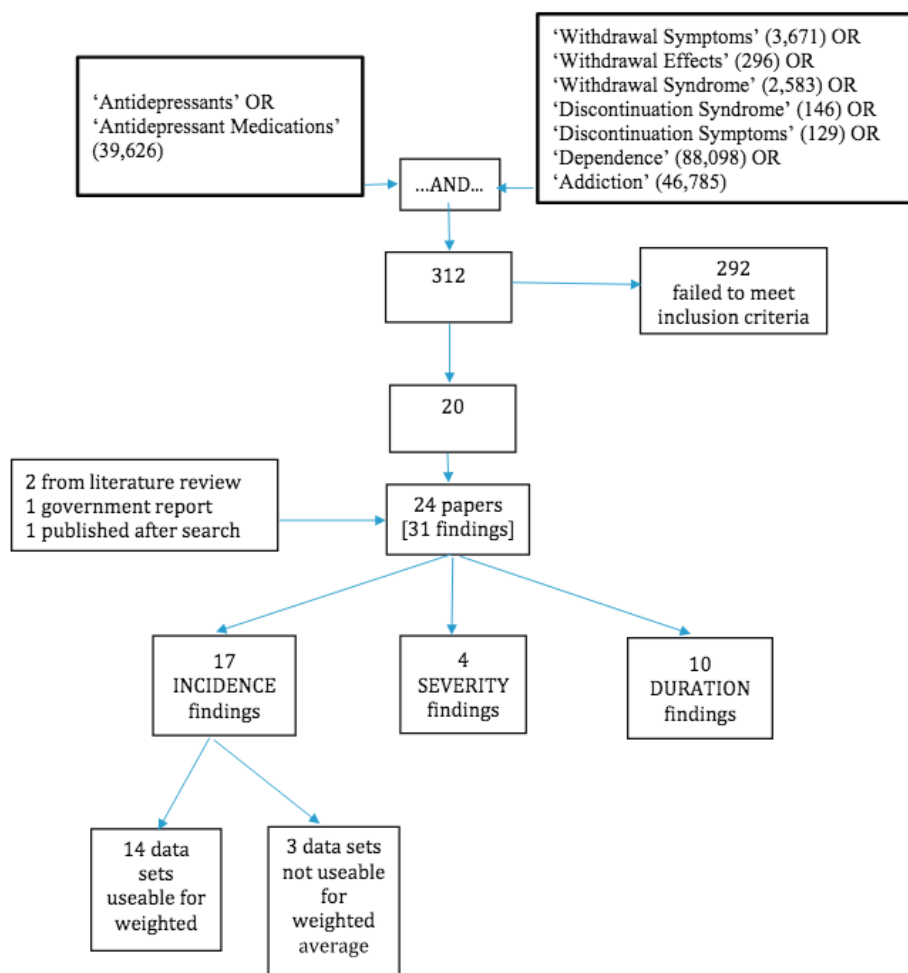 ‘Antidepressants’ OR
‘Antidepressant Medications’
(39,626)
‘Withdrawal Symptoms’ (3,671) OR
‘Withdrawal Effects’ (296) OR
‘Withdrawal Syndrome’ (2,583) OR
‘Discontinuation Syndrome’ (146) OR
‘Discontinuation Symptoms’ (129) OR
‘Dependence’ (88,098) OR
‘Addiction’ (46,785)
...AND...
312
292
failed to meet
inclusion criteria
20
2 from literature review
1 government report
1 published after search
24 papers
[31 findings]
17
INCIDENCE
findings
4
SEVERITY
findings
10
DURATION
findings
14 data
sets
useable for
weighted
3 data sets
not useable
for
weighted
average